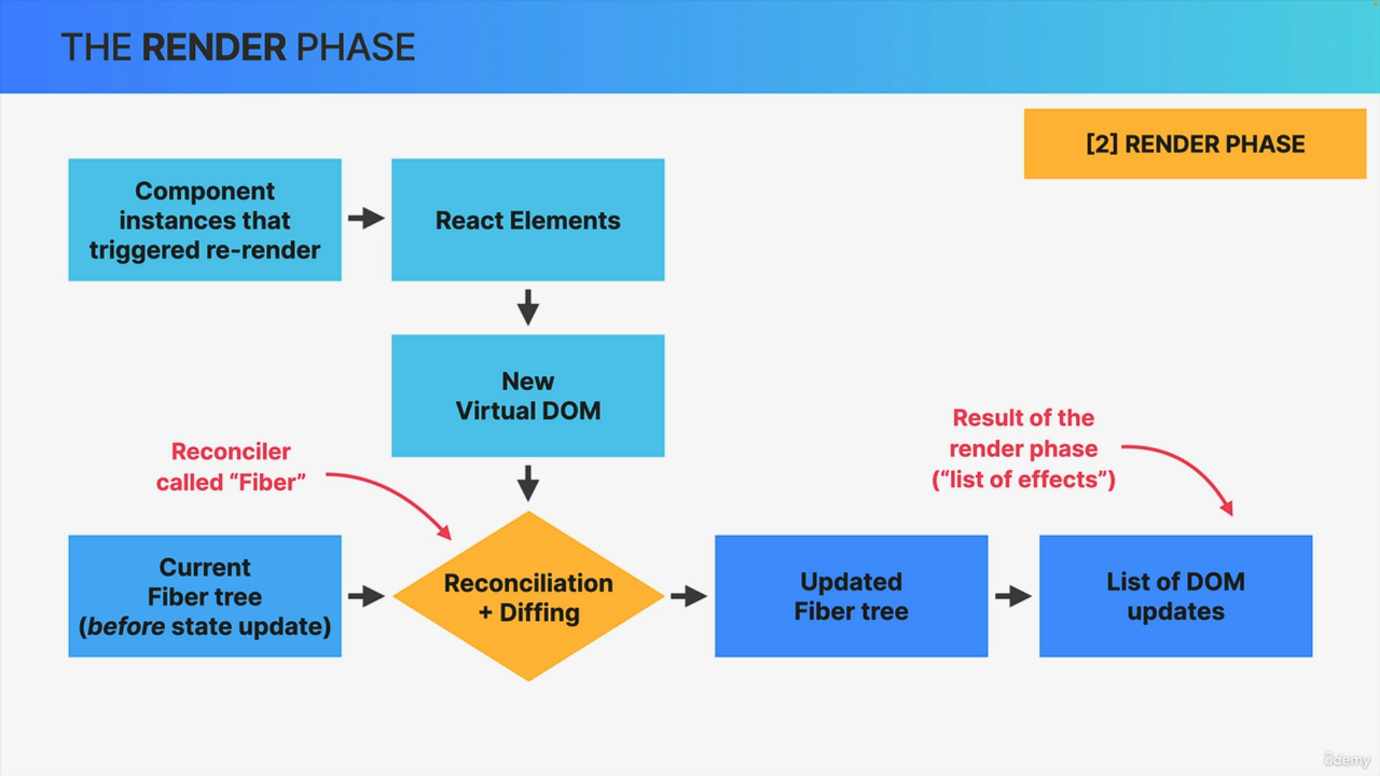 THE RENDER PHASE
[2] RENDER PHASE
Component
instances that
triggered re-render
React Elements
New
Virtual DOM
Reconciler
called “Fiber”
Result of the
render phase
(“list of effects”)
Current
Fiber tree
(before state update)
Reconciliation
+ Diffing
Updated
Fiber tree
List of DOM
updates
ûdemy